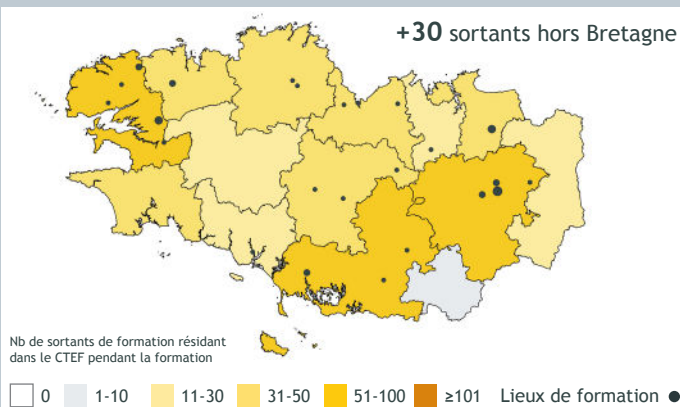 +30 sortants hors Bretagne
Nb de sortants de formation résidant
dans le CTEF pendant la formation
0 1-10 11-30 31-50 51-100 ≥101 Lieux de formation